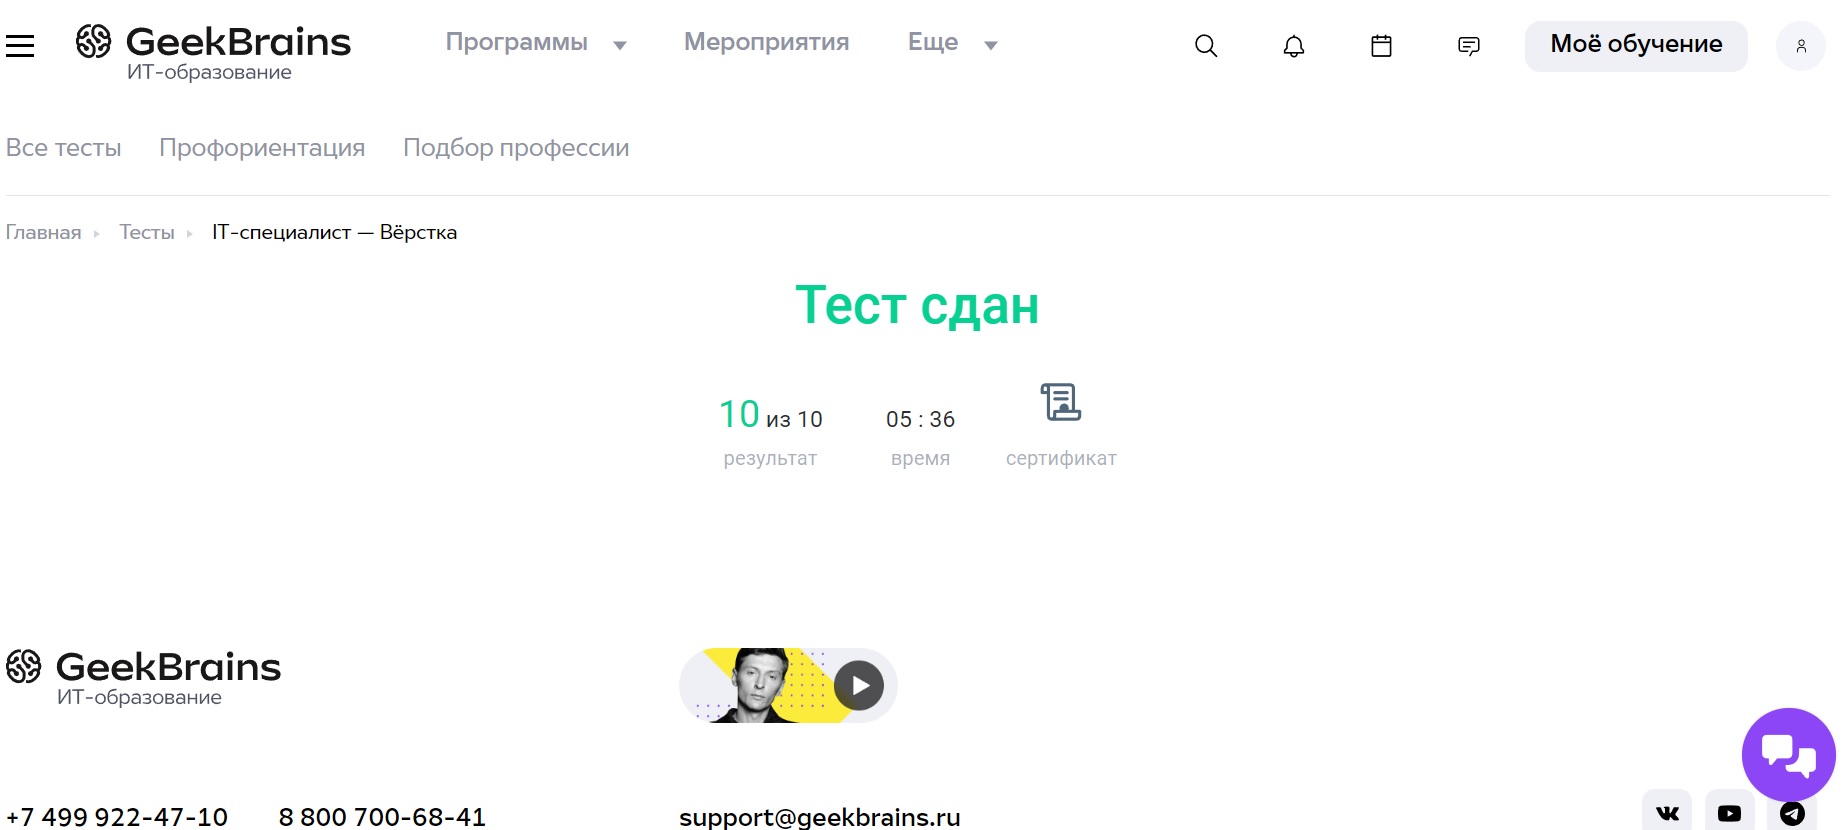 GeekBrains
ИТ-образование
Программы
Мероприятия
Еще
Моё обучение
Все тесты
Профориентация
Подбор профессии
Главная
Тесты
IT-специалист — Вёрстка
Тест сдан
10 из 10
05 : 36
результат
время
сертификат
GeekBrains
ИТ-образование
+7 499 922-47-10
8 800 700-68-41
support@geekbrains.ru